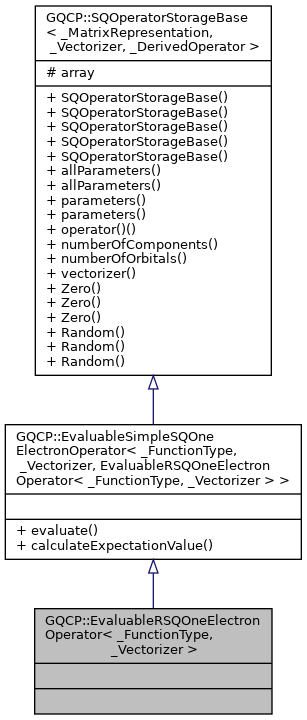 GQCP::SQOperatorStorageBase
< _MatrixRepresentation,
_Vectorizer, _DerivedOperator >
# array
+ SQOperatorStorageBase()
+ SQOperatorStorageBase()
+ SQOperatorStorageBase()
+ SQOperatorStorageBase()
+ SQOperatorStorageBase()
+ allParameters()
+ allParameters()
+ parameters()
+ parameters()
+ operator()()
+ numberOfComponents()
+ numberOfOrbitals()
+ vectorizer()
+ Zero()
+ Zero()
+ Zero()
+ Random()
+ Random()
+ Random()
GQCP::EvaluableSimpleSQOne
ElectronOperator< _FunctionType,
_Vectorizer, EvaluableRSQOneElectron
Operator< _FunctionType, _Vectorizer > >
+ evaluate()
+ calculateExpectationValue()
GQCP::EvaluableRSQOneElectron
Operator< _FunctionType,
_Vectorizer >